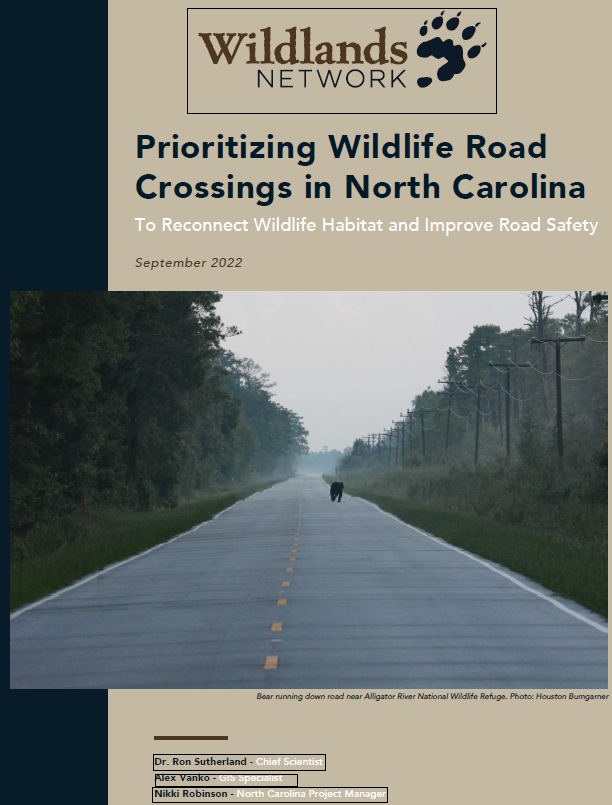 Wildlands
NETWORK
Prioritizing Wildlife Road
Crossings in North Carolina
To Reconnect Wildlife Habitat and Improve Road Safety
September 2022
Bear running down road near Alligator River National Wildlife Refuge. Photo: Houston Bumgarner
Dr. Ron Sutherland - Chief Scientist
Alex Vanko - GIS Specialist
Nikki Robinson - North Carolina Project Manager